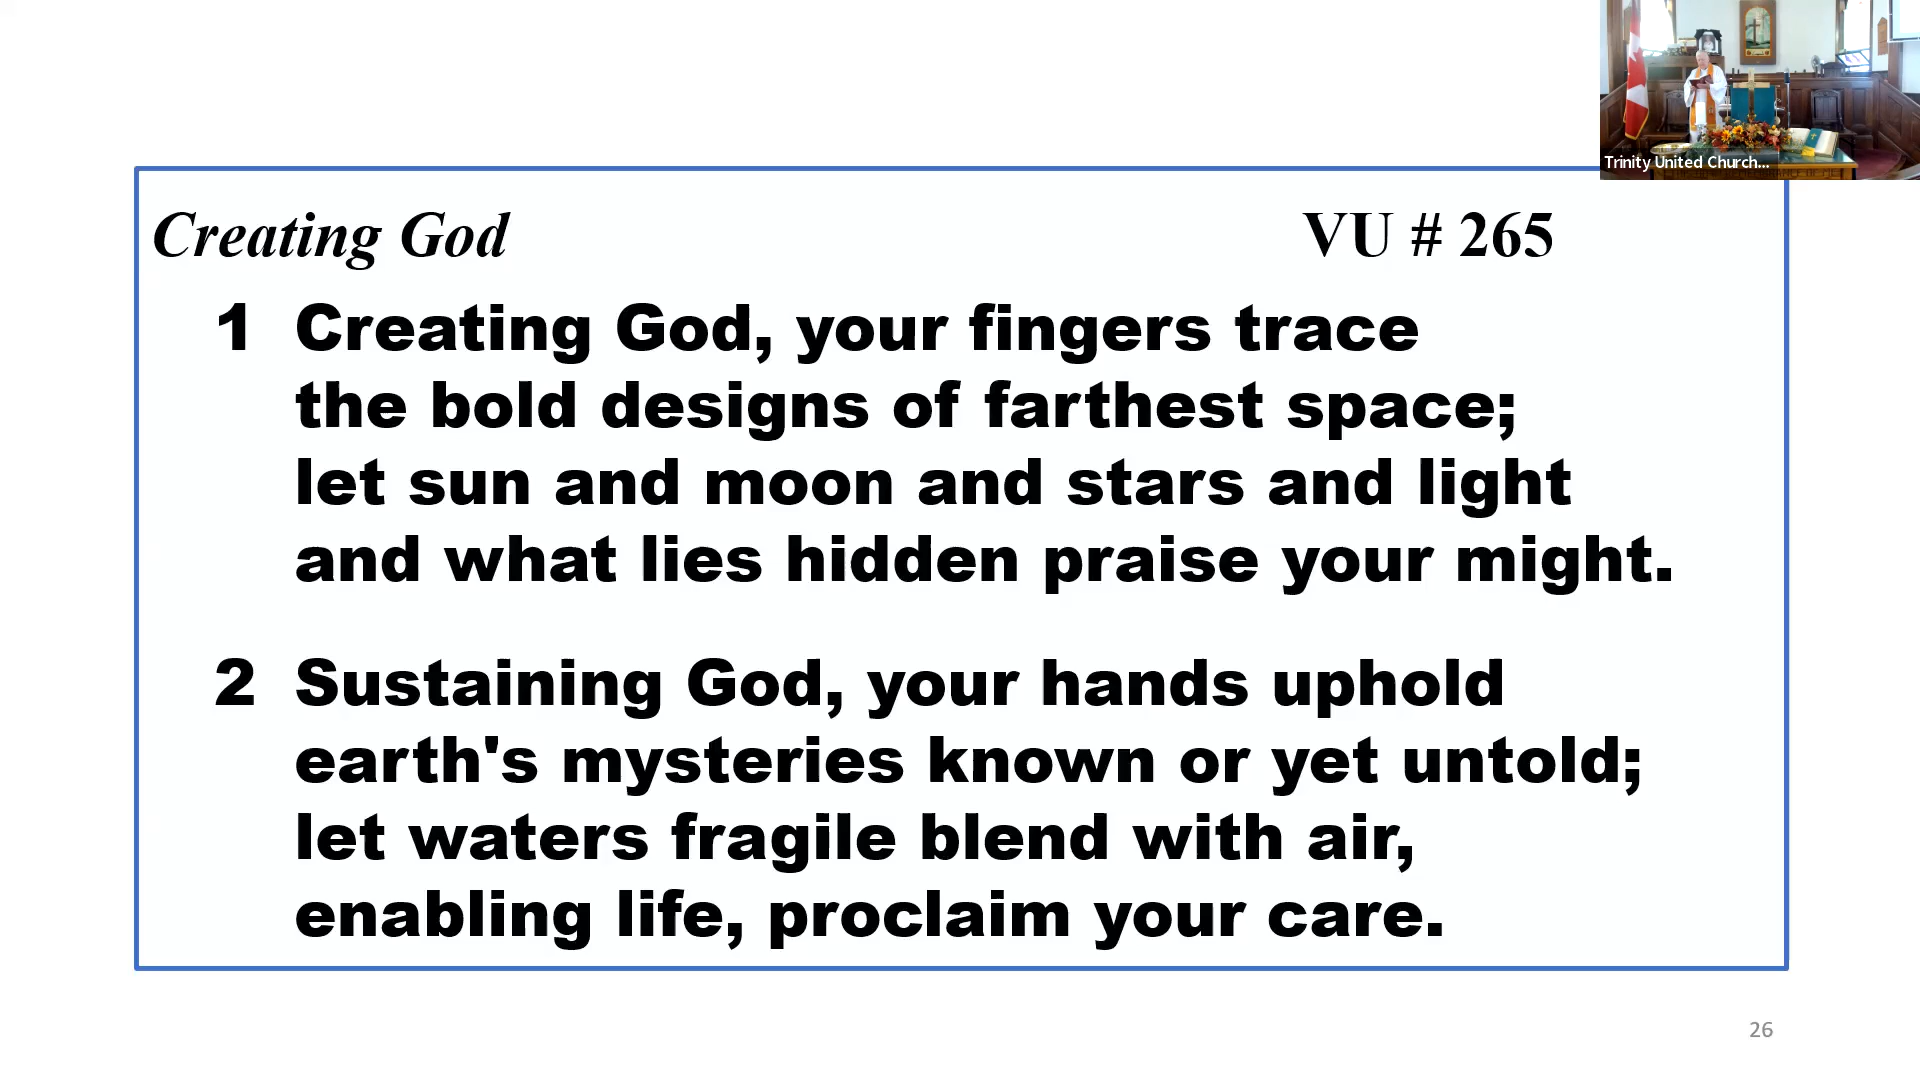 Trinity United Church...
Creating God VU # 265
1 Creating God, your fingers trace
the bold designs of farthest space;
let sun and moon and stars and light
and what lies hidden praise your might.
2 Sustaining God, your hands uphold
earth's mysteries known or yet untold;
let waters fragile blend with air,
enabling life, proclaim your care.
26